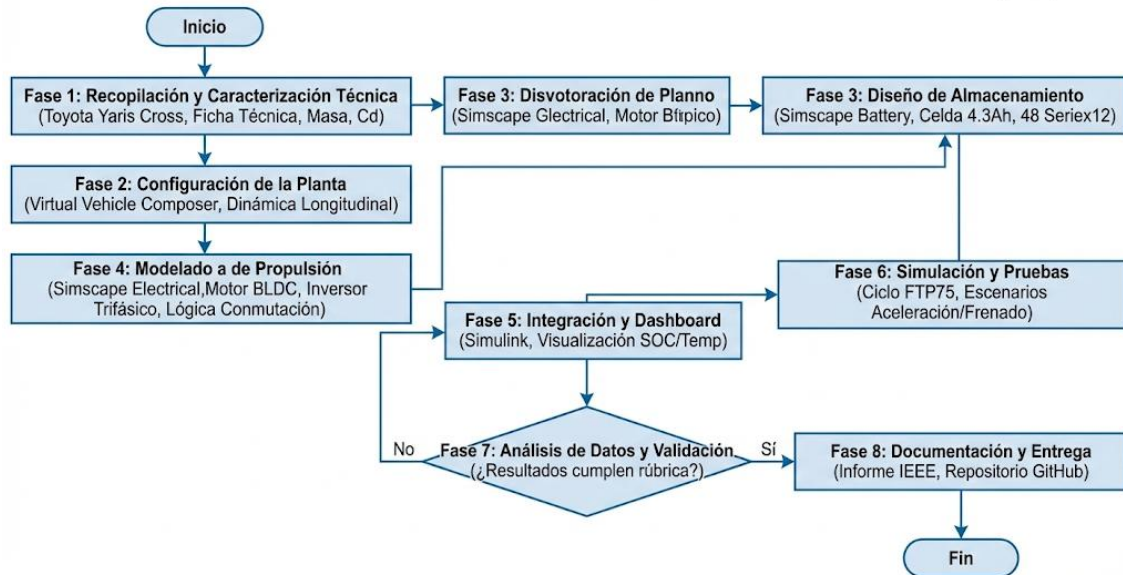 Inicio
Fase 1: Recopilación y Caracterización Técnica
(Toyota Yaris Cross, Ficha Técnica, Masa, Cd)
Fase 3: Disvotoración de Planno
(Simscape Glectrical, Motor
Fase 3: Diseño de Almacenamiento
(Simscape Battery, Celda 4.3Ah, 48 Seriex12)
Fase 2: Configuración de la Planta
(Virtual Vehicle Composer, Dinámica Longitudinal)
Fase 4: Modelado a de Propulsión
(Simscape Electrical,Motor BLDC, Inversor
Trifásico, Lógica Conmutación)
Fase 6: Simulación y Pruebas
(Ciclo FTP75, Escenarios
Aceleración/Frenado)
Fase 5: Integración y Dashboard
(Simulink, Visualización SOC/Temp)
No
Fase 7: Análisis de Datos y Validación
(¿Resultados cumplen rúbrica?)
Sí
Fase 8: Documentación y Entrega
(Informe IEEE, Repositorio GitHub)
Fin